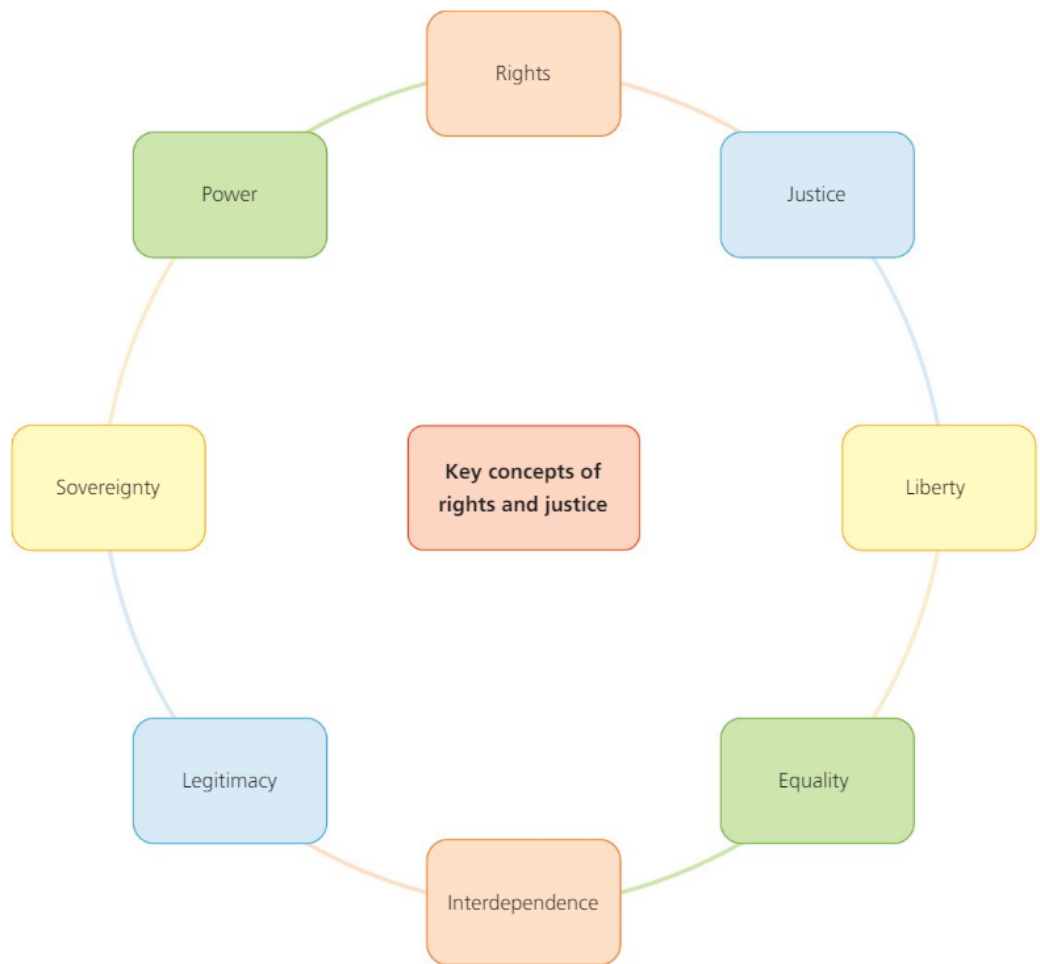 Rights
Power
Justice
Sovereignty
Key concepts of
rights and justice
Liberty
Legitimacy
Equality
Interdependence